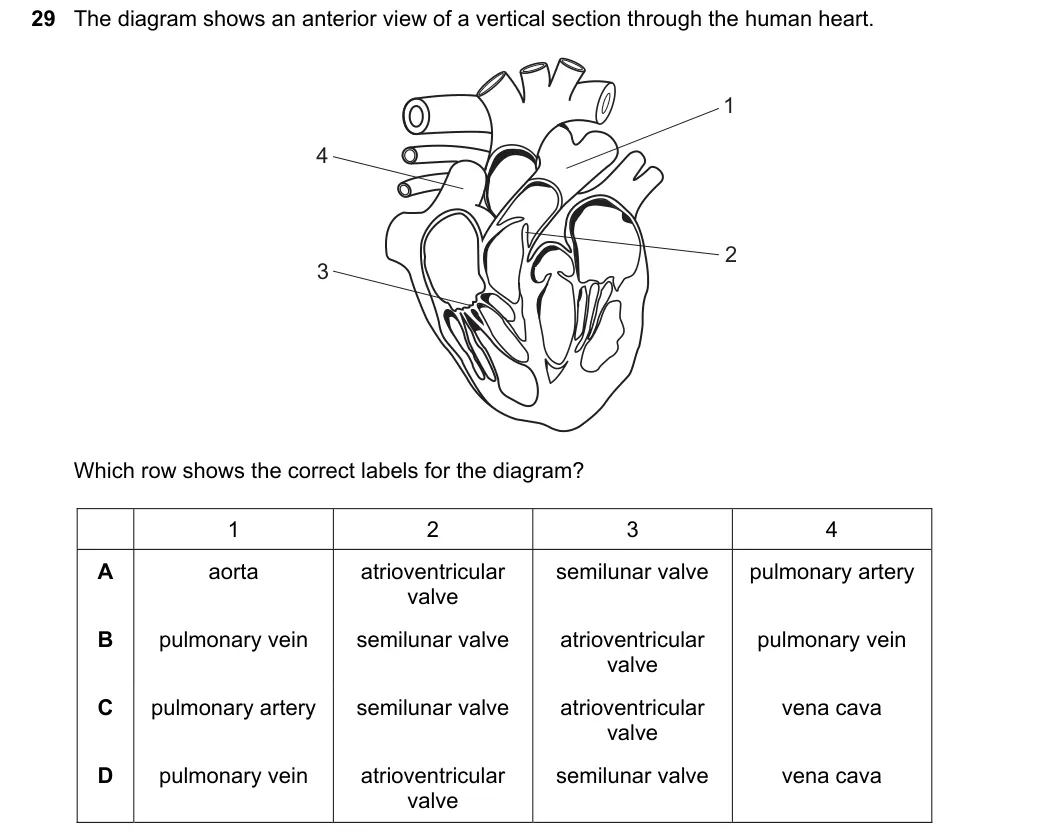 29 The diagram shows an anterior view of a vertical section through the human heart.
1
4
2
3
Which row shows the correct labels for the diagram?
1 2 3 4
A aorta atrioventricular valve semilunar valve pulmonary artery
B pulmonary vein semilunar valve atrioventricular valve pulmonary vein
C pulmonary artery semilunar valve atrioventricular valve vena cava
D pulmonary vein atrioventricular valve semilunar valve vena cava